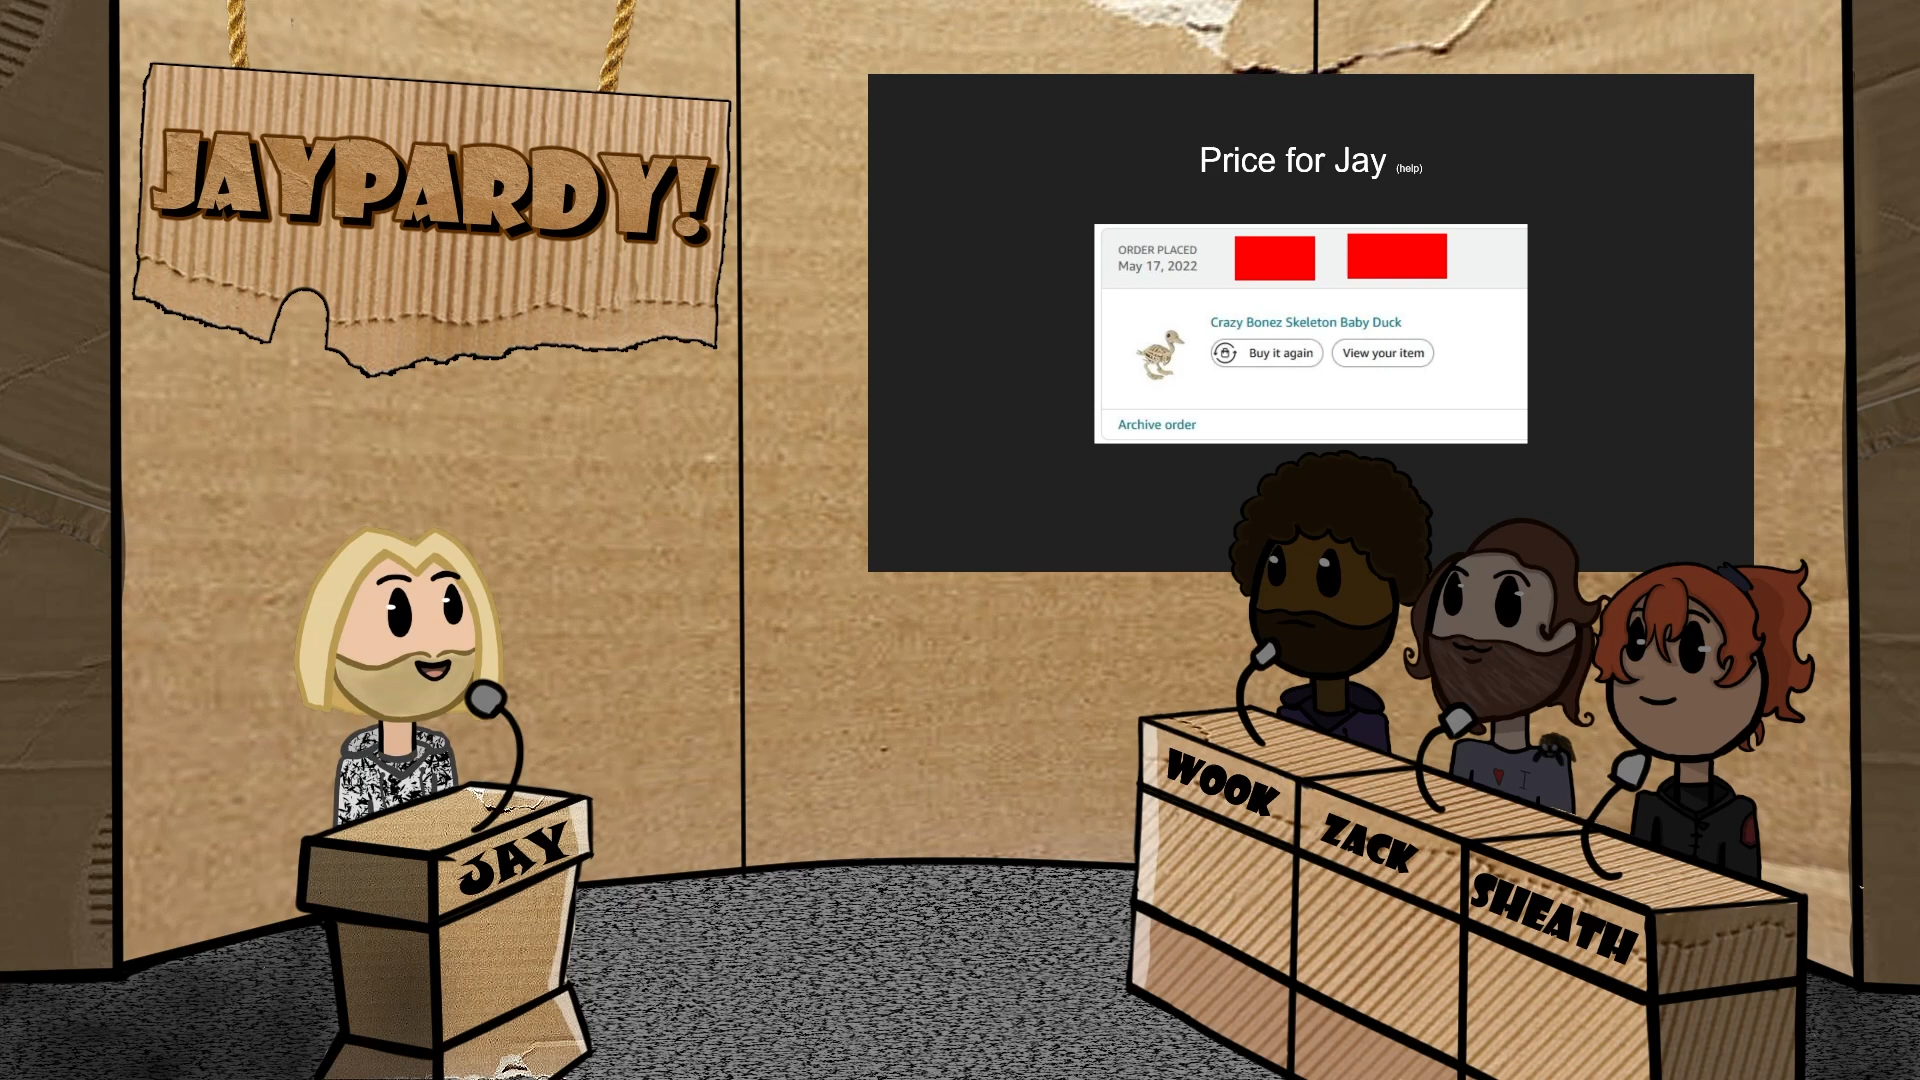 JAYPARDY!
Price for Jay (help)
ORDER PLACED
May 17, 2022
Crazy Bonez Skeleton Baby Duck
Buy it again
View your item
Archive order
JAY
WOOK
ZACK
SHEATH
I